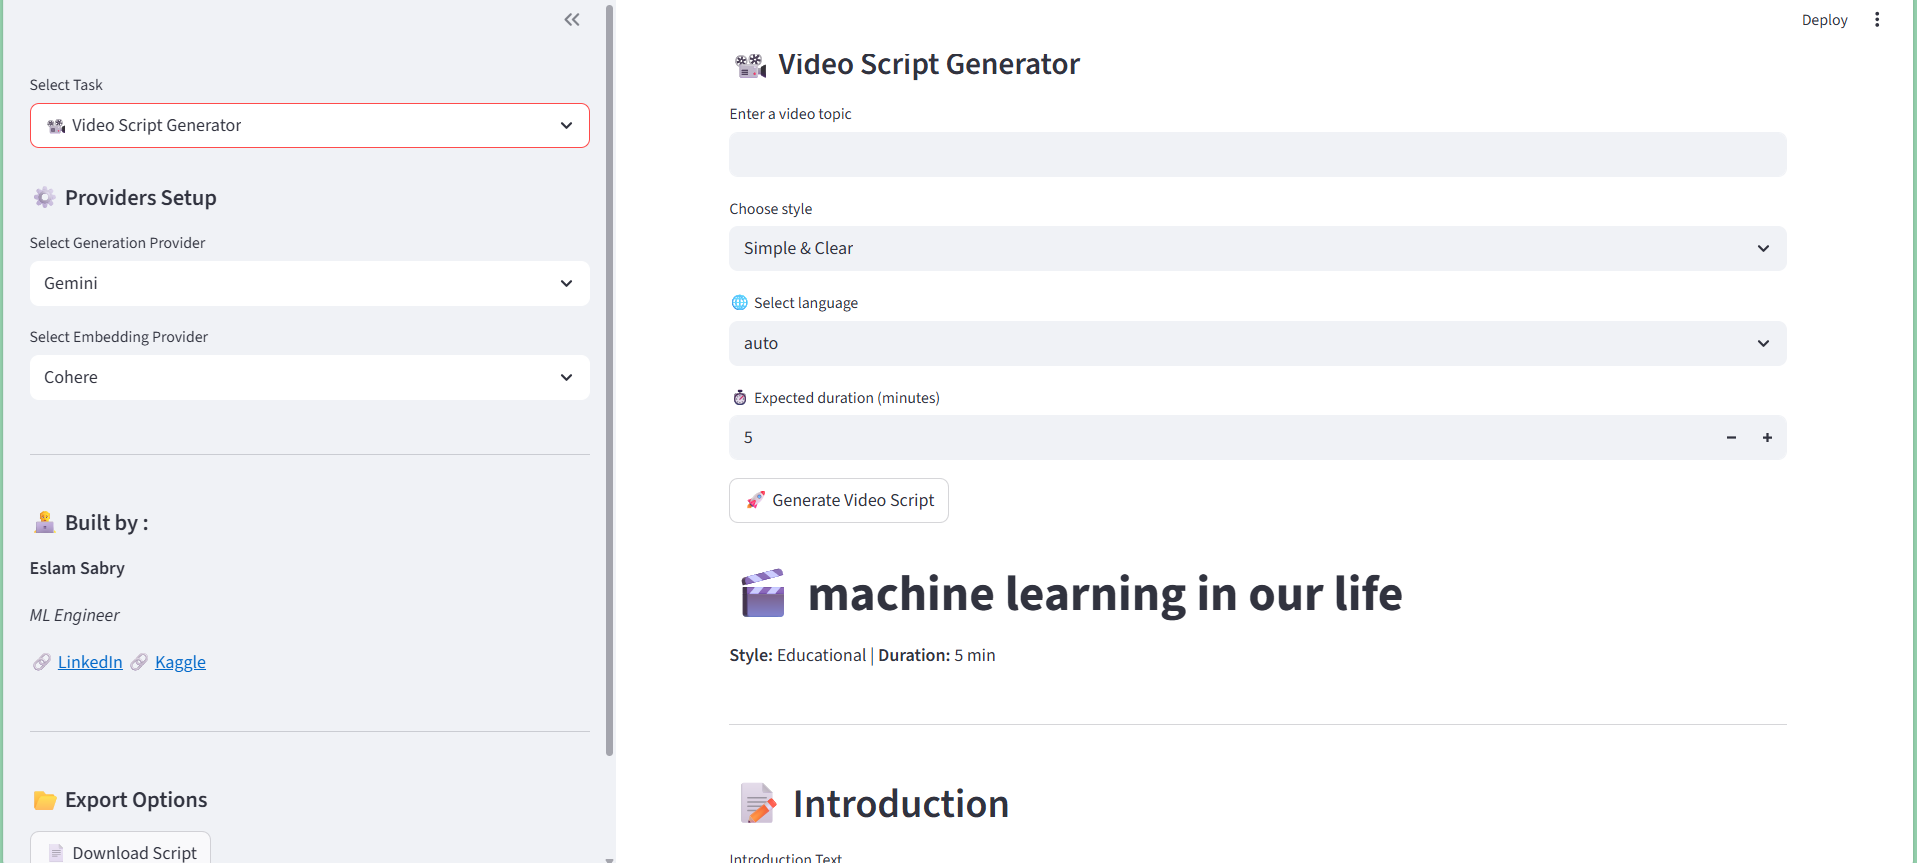 Select Task
Video Script Generator
Providers Setup
Select Generation Provider
Gemini
Select Embedding Provider
Cohere
Built by :
Eslam Sabry
ML Engineer
LinkedIn Kaggle
Export Options
Download Script
Deploy
Video Script Generator
Enter a video topic
Choose style
Simple & Clear
Select language
auto
Expected duration (minutes)
5
Generate Video Script
machine learning in our life
Style: Educational | Duration: 5 min
Introduction
Introduction Text